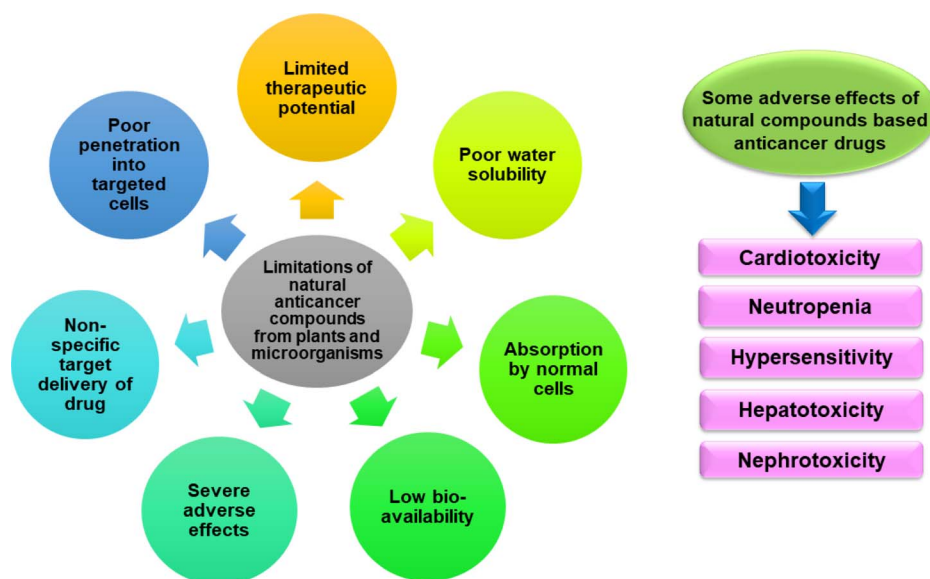 Limited
therapeutic
potential
Poor water
solubility
Absorption by
normal
cells
Low bio-
availability
Severe
adverse
effects
Non-
specific
target
delivery of
drug
Poor
penetration
into
targeted
cells
Limitations of
natural
anticancer
compounds
from plants and
microorganisms
Some adverse effects of
natural compounds based
anticancer drugs
Cardiotoxicity
Neutropenia
Hypersensitivity
Hepatotoxicity
Nephrotoxicity